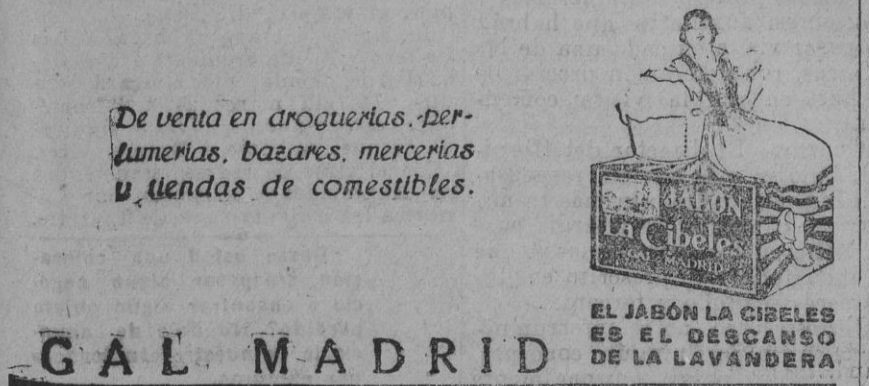 De venta en droguerías, per-
fumerías, bazares, mercerías
y tiendas de comestibles.
JABÓN
La Cibeles
GAL MADRID
EL JABÓN LA CIBELES
ES EL DESCANSO
DE LA LAVANDERA
GAL MADRID